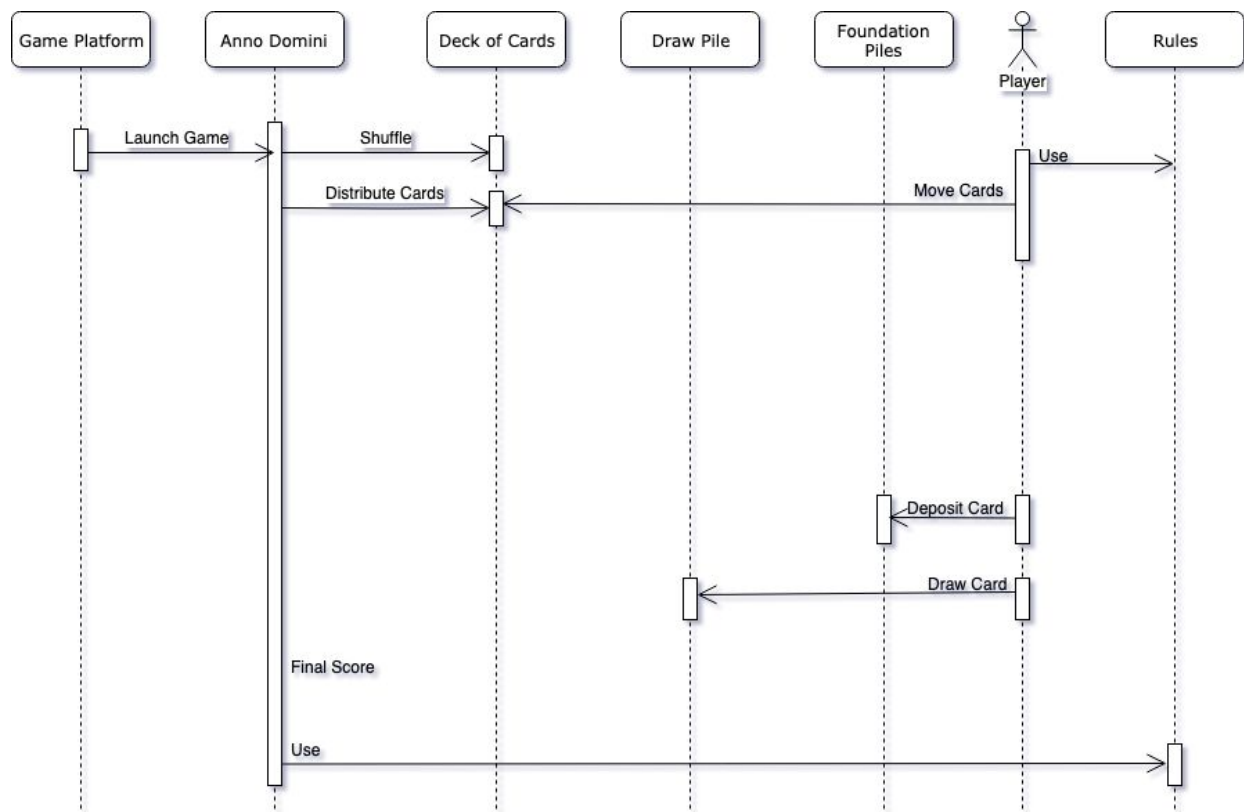 Game Platform
Anno Domini
Deck of Cards
Draw Pile
Foundation
Piles
Player
Rules
Launch Game
Shuffle
Use
Distribute Cards
Move Cards
Deposit Card
Draw Card
Final Score
Use